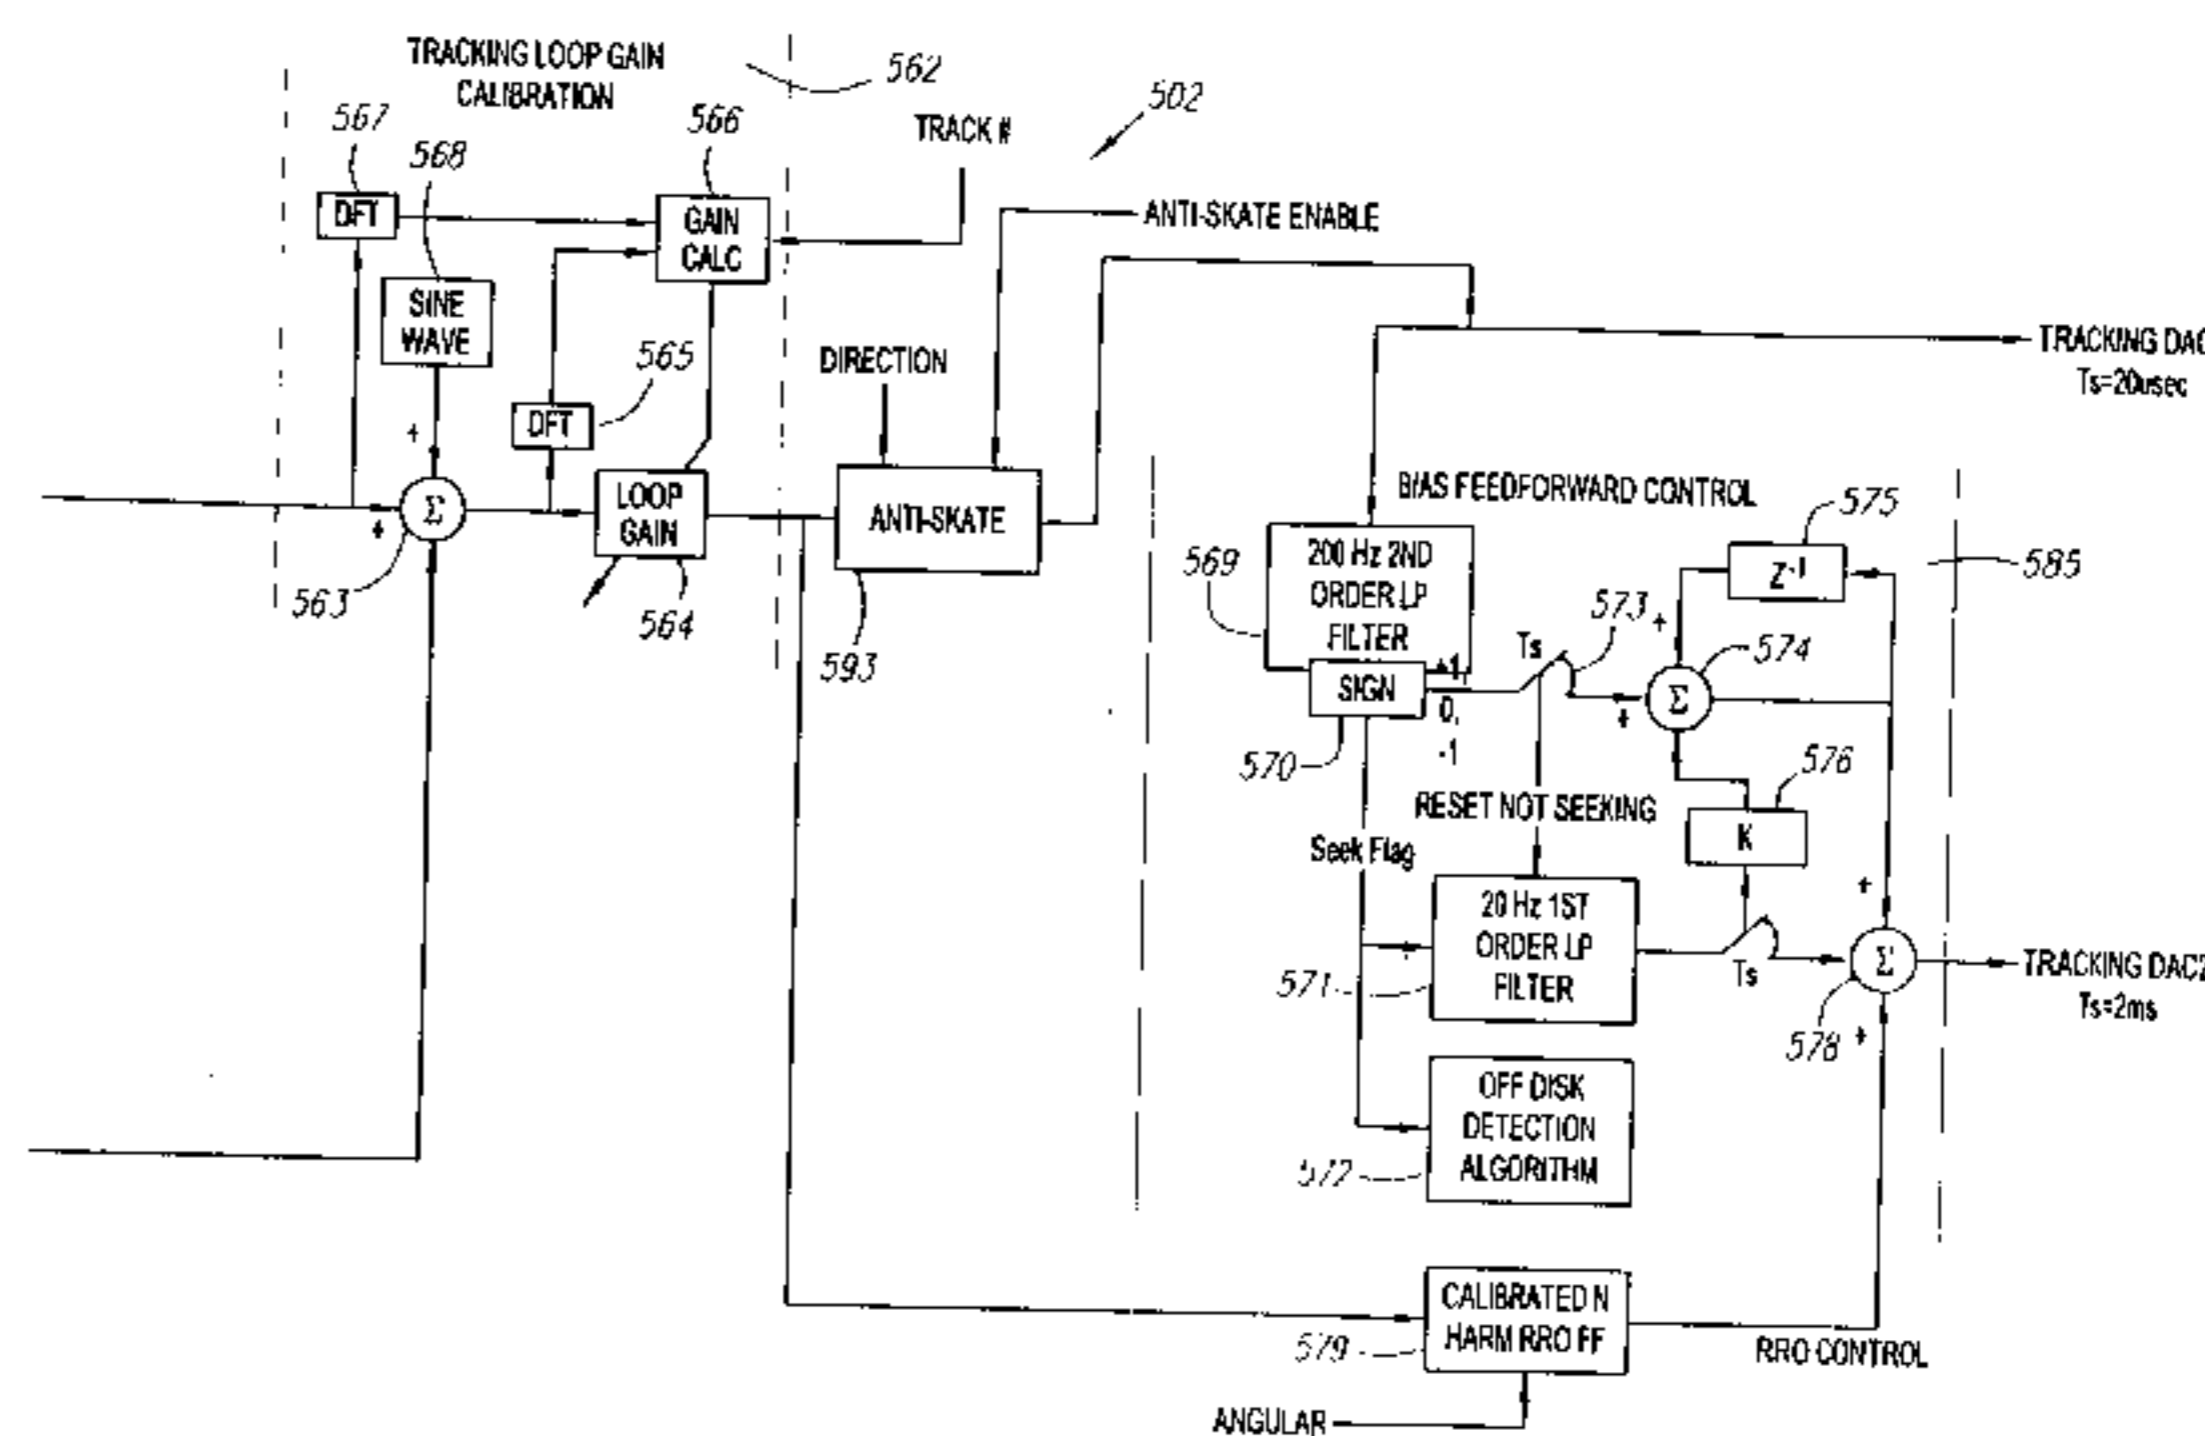 TRACKING LOOP GAIN
CALIBRATION
562
502
567
568
566
TRACK #
DFT
GAIN
CALC
ANTI-SKATE ENABLE
SINE
WAVE
565
DIRECTION
TRACKING DAC
Ts=20usec
DFT
+
LOOP
GAIN
Σ
+
ANTI-SKATE
563
564
593
BIAS FEEDFORWARD CONTROL
575
585
569
200 Hz 2ND
ORDER LP
FILTER
Z-1
573
574
+
Ts
SIGN
+1,
0,
-1
Σ
+
570
576
RESET NOT SEEKING
K
Seek Flag
20 Hz 1ST
ORDER LP
FILTER
+
571
Ts
Σ
TRACKING DAC2
Ts=2ms
578
+
OFF DISK
DETECTION
ALGORITHM
572
CALIBRATED N
HARM RRO FF
579
RRO CONTROL
ANGULAR